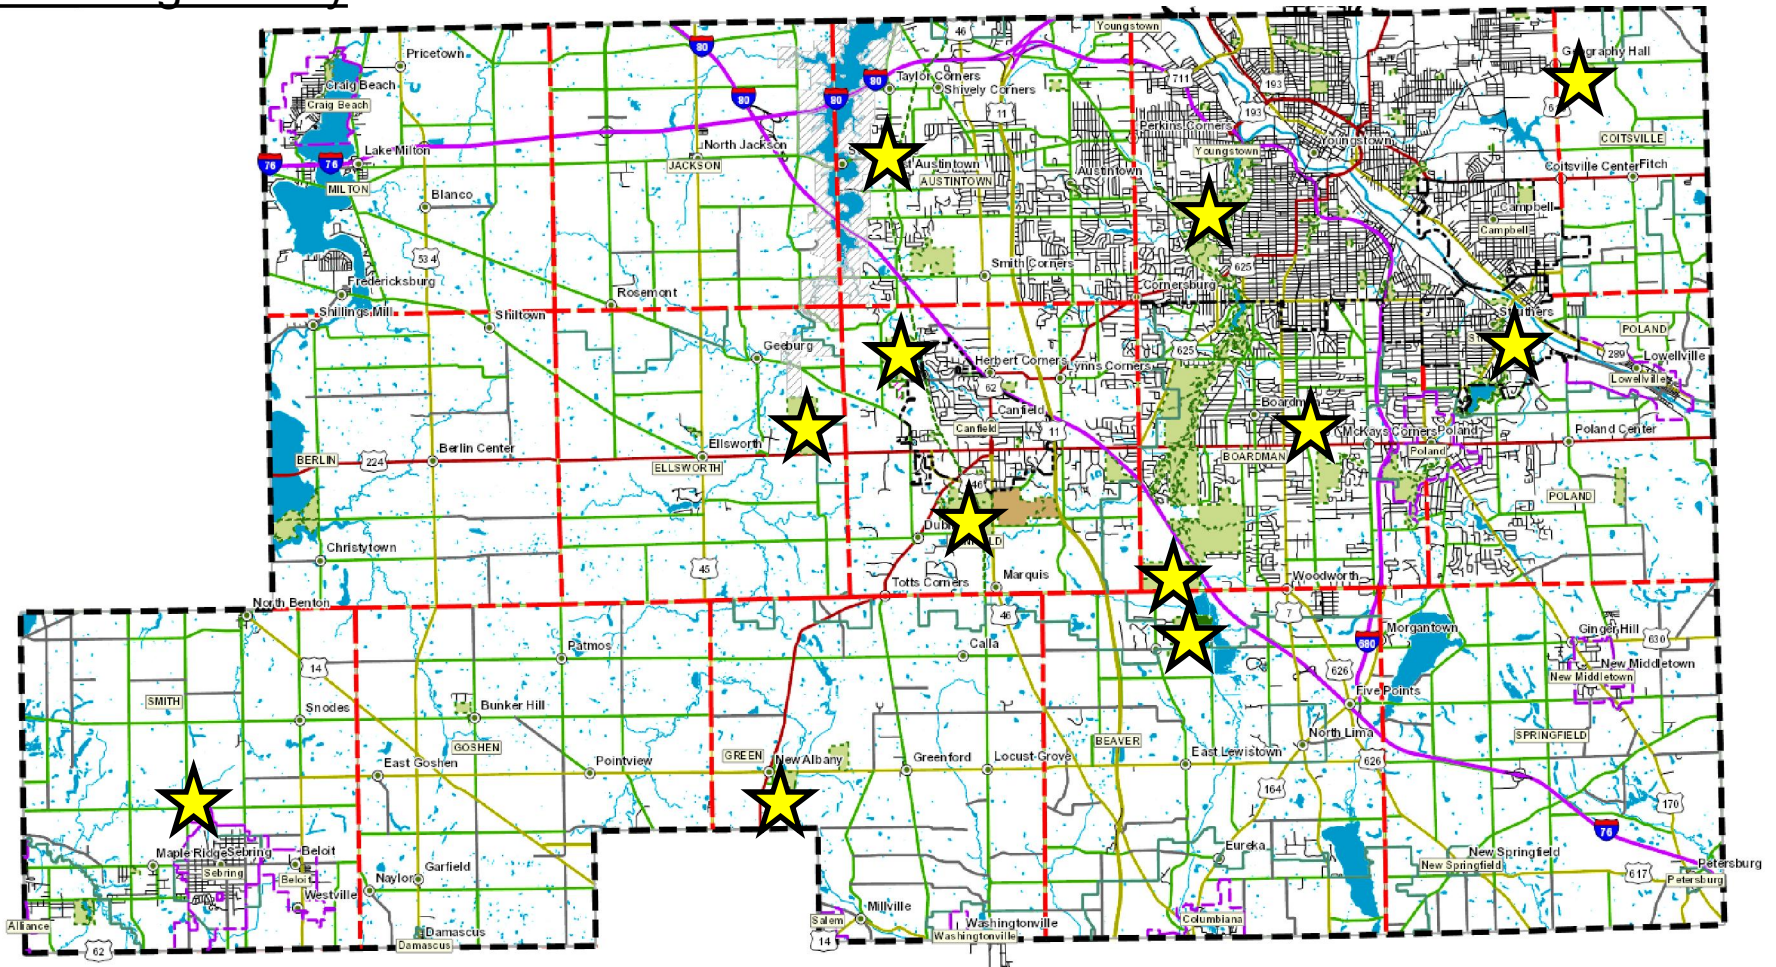 Pricetown
80
46
Youngstown
Craig Beach
Craig Beach
80
80
80
Taylor Corners
Shively Corners
711
193
193
11
Perkins Corners
Youngstown
Youngstown
COITSVILLE
Coitsville Center
Fitch
76
76
Lake Milton
MILTON
North Jackson
JACKSON
Austintown
AUSTINTOWN
Austintown
Blanco
Campbell
Campbell
534
Smith Corners
625
Cornersburg
Fredericksburg
Rosemont
Shillings Mill
Shiltown
Struthers
POLAND
Geeburg
Herbert Corners
Lynns Corners
625
289
Lowellville
Lowellville
62
Canfield
Canfield
11
McKays Corners
Poland
Poland
Poland Center
Ellsworth
ELLSWORTH
BERLIN
224
Berlin Center
BOARDMAN
46
POLAND
Christytown
45
Totts Corners
Marquis
Woodworth
North Benton
46
7
680
Morgantown
Ginger Hill
630
Patmos
Calla
14
626
New Middletown
New Middletown
SMITH
Snodes
Bunker Hill
Five Points
GOSHEN
BEAVER
North Lima
SPRINGFIELD
East Goshen
Pointview
GREEN
New Albany
Greenford
Locust Grove
East Lewistown
626
164
170
76
Maple Ridge
Sebring
Sebring
Beloit
Beloit
Garfield
Naylor
Westville
Eureka
New Springfield
New Springfield
617
Petersburg
Petersburg
Alliance
62
Damascus
Damascus
Salem
14
Millville
Washingtonville
Washingtonville
Columbiana